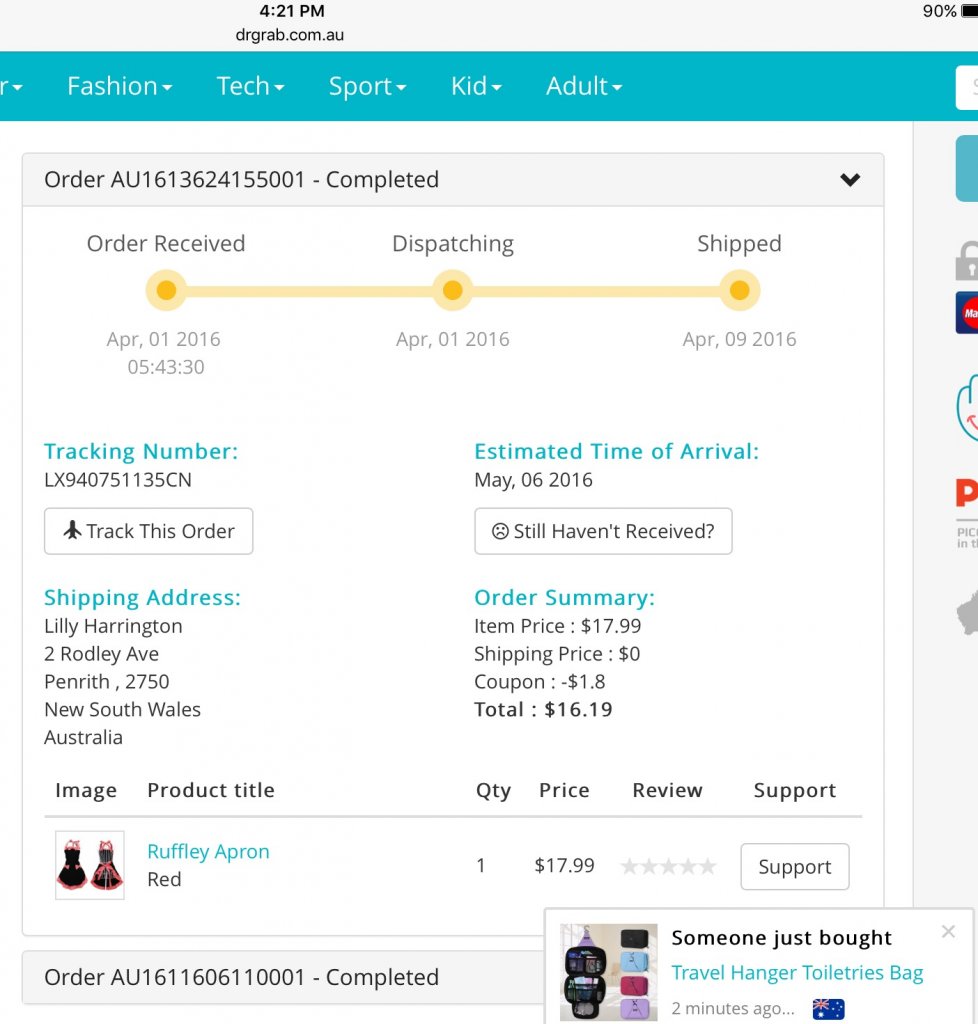 4:21 PM
90%
drgrab.com.au
Fashion
Tech
Sport
Kid
Adult
Order AU1613624155001 - Completed
Order Received
Dispatching
Shipped
Apr, 01 2016
05:43:30
Apr, 01 2016
Apr, 09 2016
Tracking Number:
LX940751135CN
Track This Order
Estimated Time of Arrival:
May, 06 2016
Still Haven't Received?
Shipping Address:
Lilly Harrington
2 Rodley Ave
Penrith , 2750
New South Wales
Australia
Order Summary:
Item Price : $17.99
Shipping Price : $0
Coupon : -$1.8
Total : $16.19
Image Product title Qty Price Review Support
Ruffley Apron
Red
1 $17.99 Support
Order AU1611606110001 - Completed
Someone just bought
Travel Hanger Toiletries Bag
2 minutes ago...